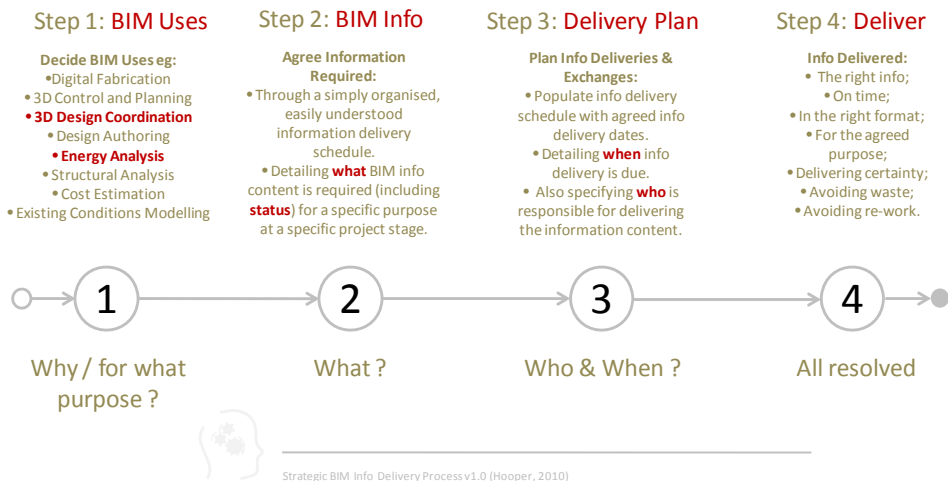 Step 1: BIM Uses
Decide BIM Uses eg:
•Digital Fabrication
•3D Control and Planning
•3D Design Coordination
•Design Authoring
•Energy Analysis
•Structural Analysis
•Cost Estimation
•Existing Conditions Modelling
Step 2: BIM Info
Agree Information
Required:
•Through a simply organised,
easily understood
information delivery
schedule.
•Detailing what BIM info
content is required (including
status) for a specific purpose
at a specific project stage.
Step 3: Delivery Plan
Plan Info Deliveries &
Exchanges:
•Populate info delivery
schedule with agreed info
delivery dates.
•Detailing when info
delivery is due.
•Also specifying who is
responsible for delivering
the information content.
Step 4: Deliver
Info Delivered:
•The right info;
•On time;
•In the right format;
•For the agreed
purpose;
•Delivering certainty;
•Avoiding waste;
•Avoiding re-work.
1
2
3
4
Why / for what
purpose ?
What ?
Who & When ?
All resolved
Strategic BIM Info Delivery Process v1.0 (Hooper, 2010)